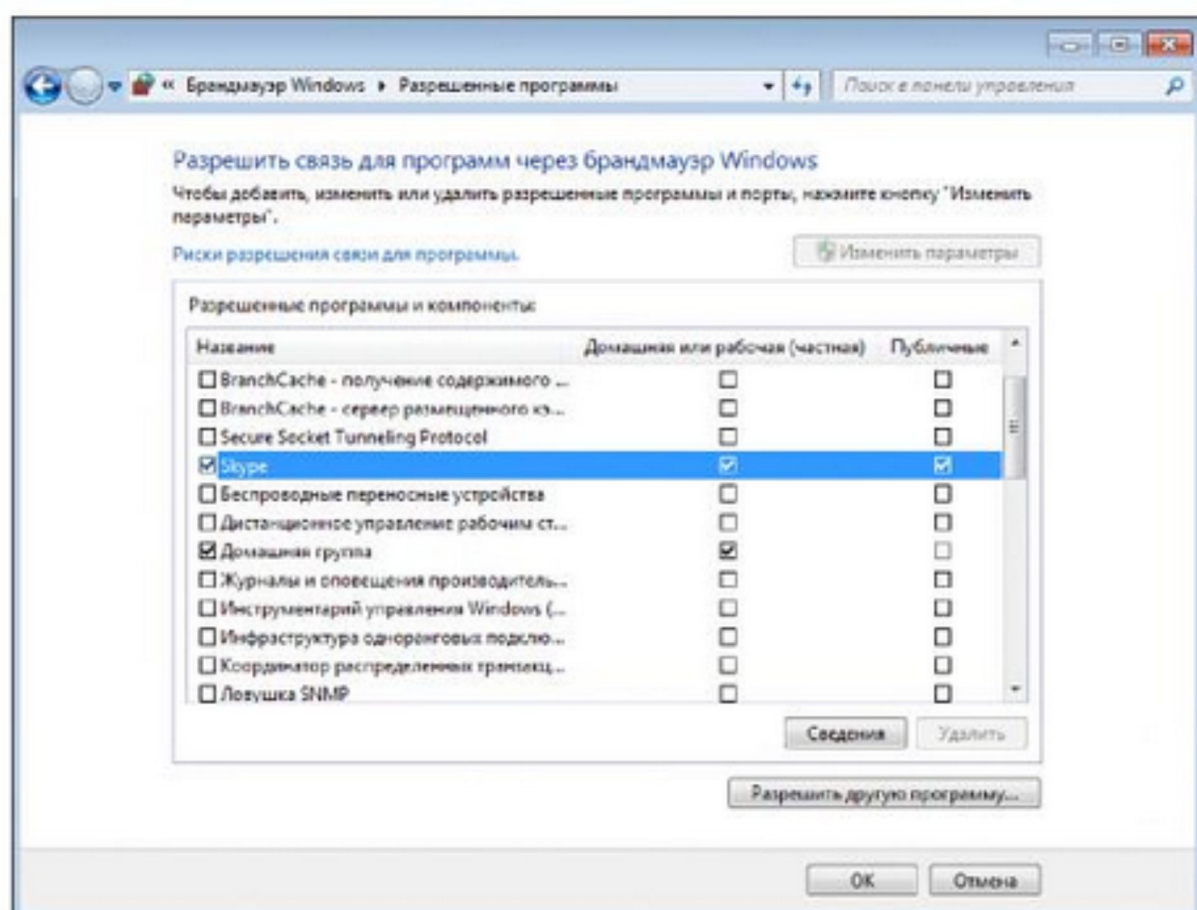 « Брандмауэр Windows ▸ Разрешенные программы
Поиск в панели управления
Разрешить связь для программ через брандмауэр Windows
Чтобы добавить, изменить или удалить разрешенные программы и порты, нажмите кнопку "Изменить
параметры".
Риски разрешения связи для программы.
Изменить параметры
Разрешенные программы и компоненты:
Название Домашняя или рабочая (частная) Публичные
BranchCache - получение содержимого ...
BranchCache - сервер размещенного кэ...
Secure Socket Tunneling Protocol
Skype
Беспроводные переносные устройства
Дистанционное управление рабочим ст...
Домашняя группа
Журналы и оповещения производитель...
Инструментарий управления Windows (...
Инфраструктура одноранговых подклю...
Координатор распределенных транзакц...
Ловушка SNMP
Сведения Удалить
Разрешить другую программу...
ОК Отмена